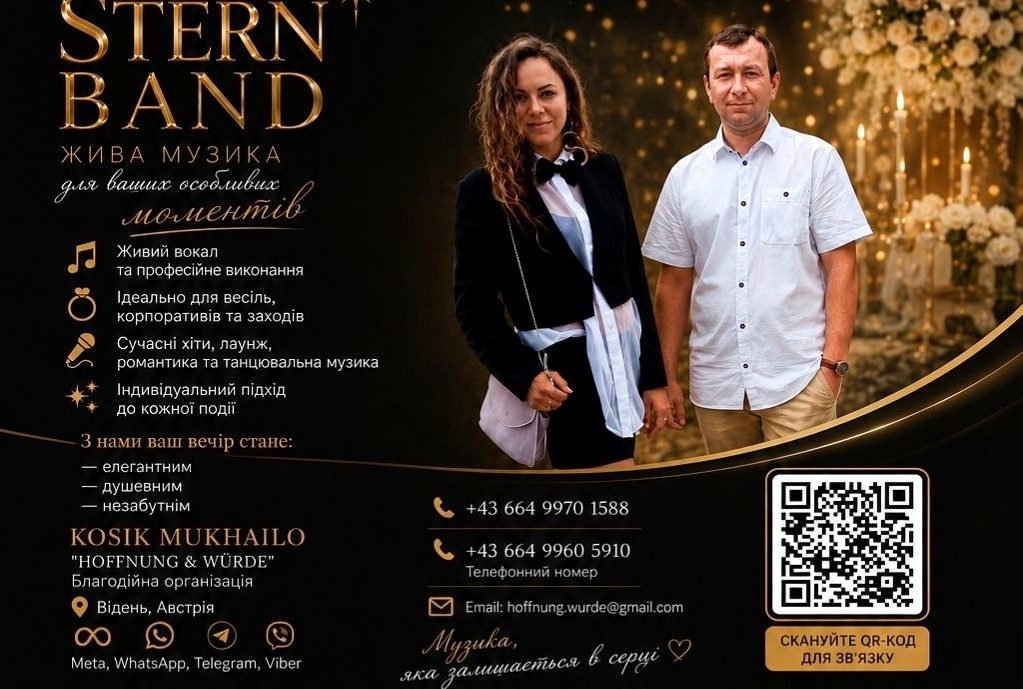 STERN
BAND
ЖИВА МУЗИКА
для ваших особливих
моментів
Живий вокал
та професійне виконання
Ідеально для весіль,
корпоративів та заходів
Сучасні хіти, лаунж,
романтика та танцювальна музика
Індивідуальний підхід
до кожної події
З нами ваш вечір стане:
— елегантним
— душевним
— незабутнім
KOSIK MUKHAILO
"HOFFNUNG & WÜRDE"
Благодійна організація
Відень, Австрія
Meta, WhatsApp, Telegram, Viber
+43 664 9970 1588
+43 664 9960 5910
Телефонний номер
Email: hoffnung.wurde@gmail.com
Музика,
яка залишається в серці
СКАНУЙТЕ QR-КОД
ДЛЯ ЗВ'ЯЗКУ